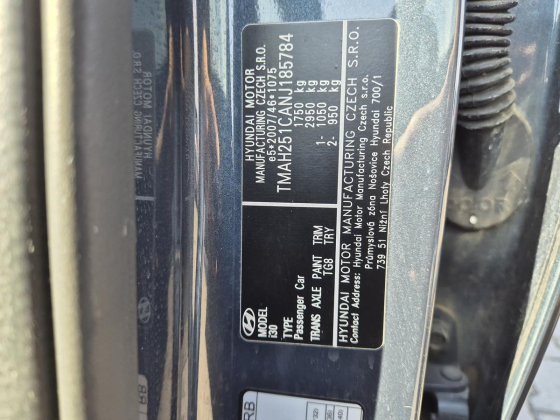 HYUNDAI MOTOR
MANUFACTURING CZECH S.R.O.
e5*2007/46*1075
TMAH251CANJ185784
1750 kg
2950 kg
1- 1050 kg
2- 950 kg
MODEL
i30
TYPE
Passenger Car
TRANS AXLE PAINT TRIM
TG8 TRY
HYUNDAI MOTOR MANUFACTURING CZECH S.R.O.
Contact Address: Hyundai Motor Manufacturing Czech s.r.o.
Průmyslová zóna Nošovice Hyundai 700/1
739 51 Nižní Lhoty Czech Republic
RB